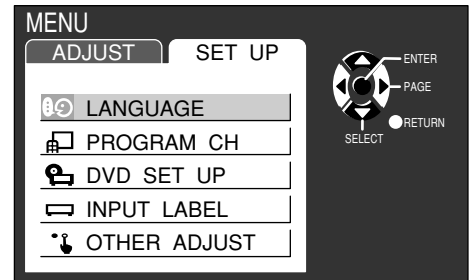 MENU
ADJUST SET UP
LANGUAGE
PROGRAM CH
DVD SET UP
INPUT LABEL
OTHER ADJUST
ENTER
PAGE
RETURN
SELECT